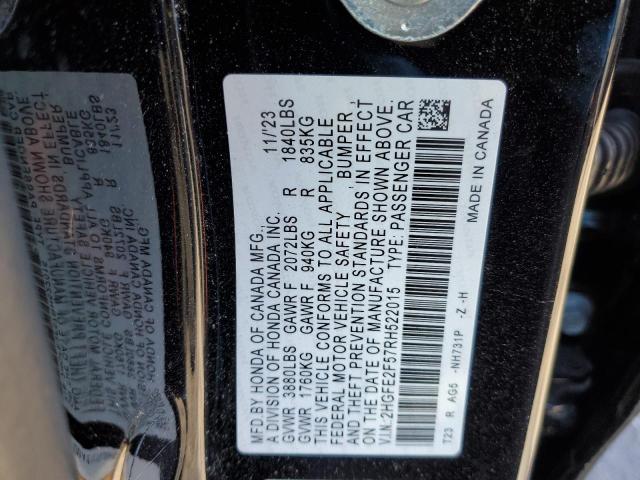 MFD BY HONDA OF CANADA MFG., 11/'23
A DIVISION OF HONDA CANADA INC.
GVWR 3880LBS GAWR F 2072LBS R 1840LBS
GVWR 1760KG GAWR F 940KG R 835KG
THIS VEHICLE CONFORMS TO ALL APPLICABLE
FEDERAL MOTOR VEHICLE SAFETY, BUMPER,
AND THEFT PREVENTION STANDARDS IN EFFECT
ON THE DATE OF MANUFACTURE SHOWN ABOVE.
V.I.N.: 2HGFE2F57RH522015 TYPE: PASSENGER CAR
T23 R AG5 -NH731P -Z -H
MADE IN CANADA